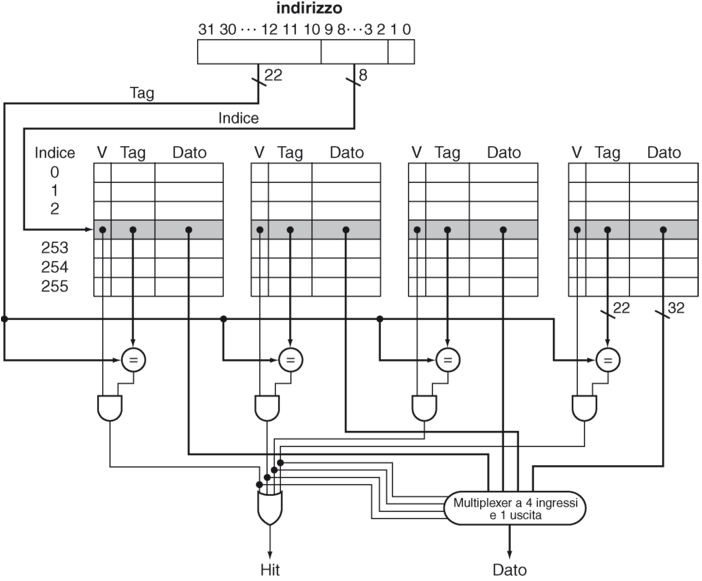 indirizzo
31 30 ··· 12 11 10 9 8···3 2 1 0
22
8
Tag
Indice
Indice
V Tag Dato
V Tag Dato
V Tag Dato
V Tag Dato
0
1
2
253
254
255
22
32
=
=
=
=
Multiplexer a 4 ingressi
e 1 uscita
Hit
Dato